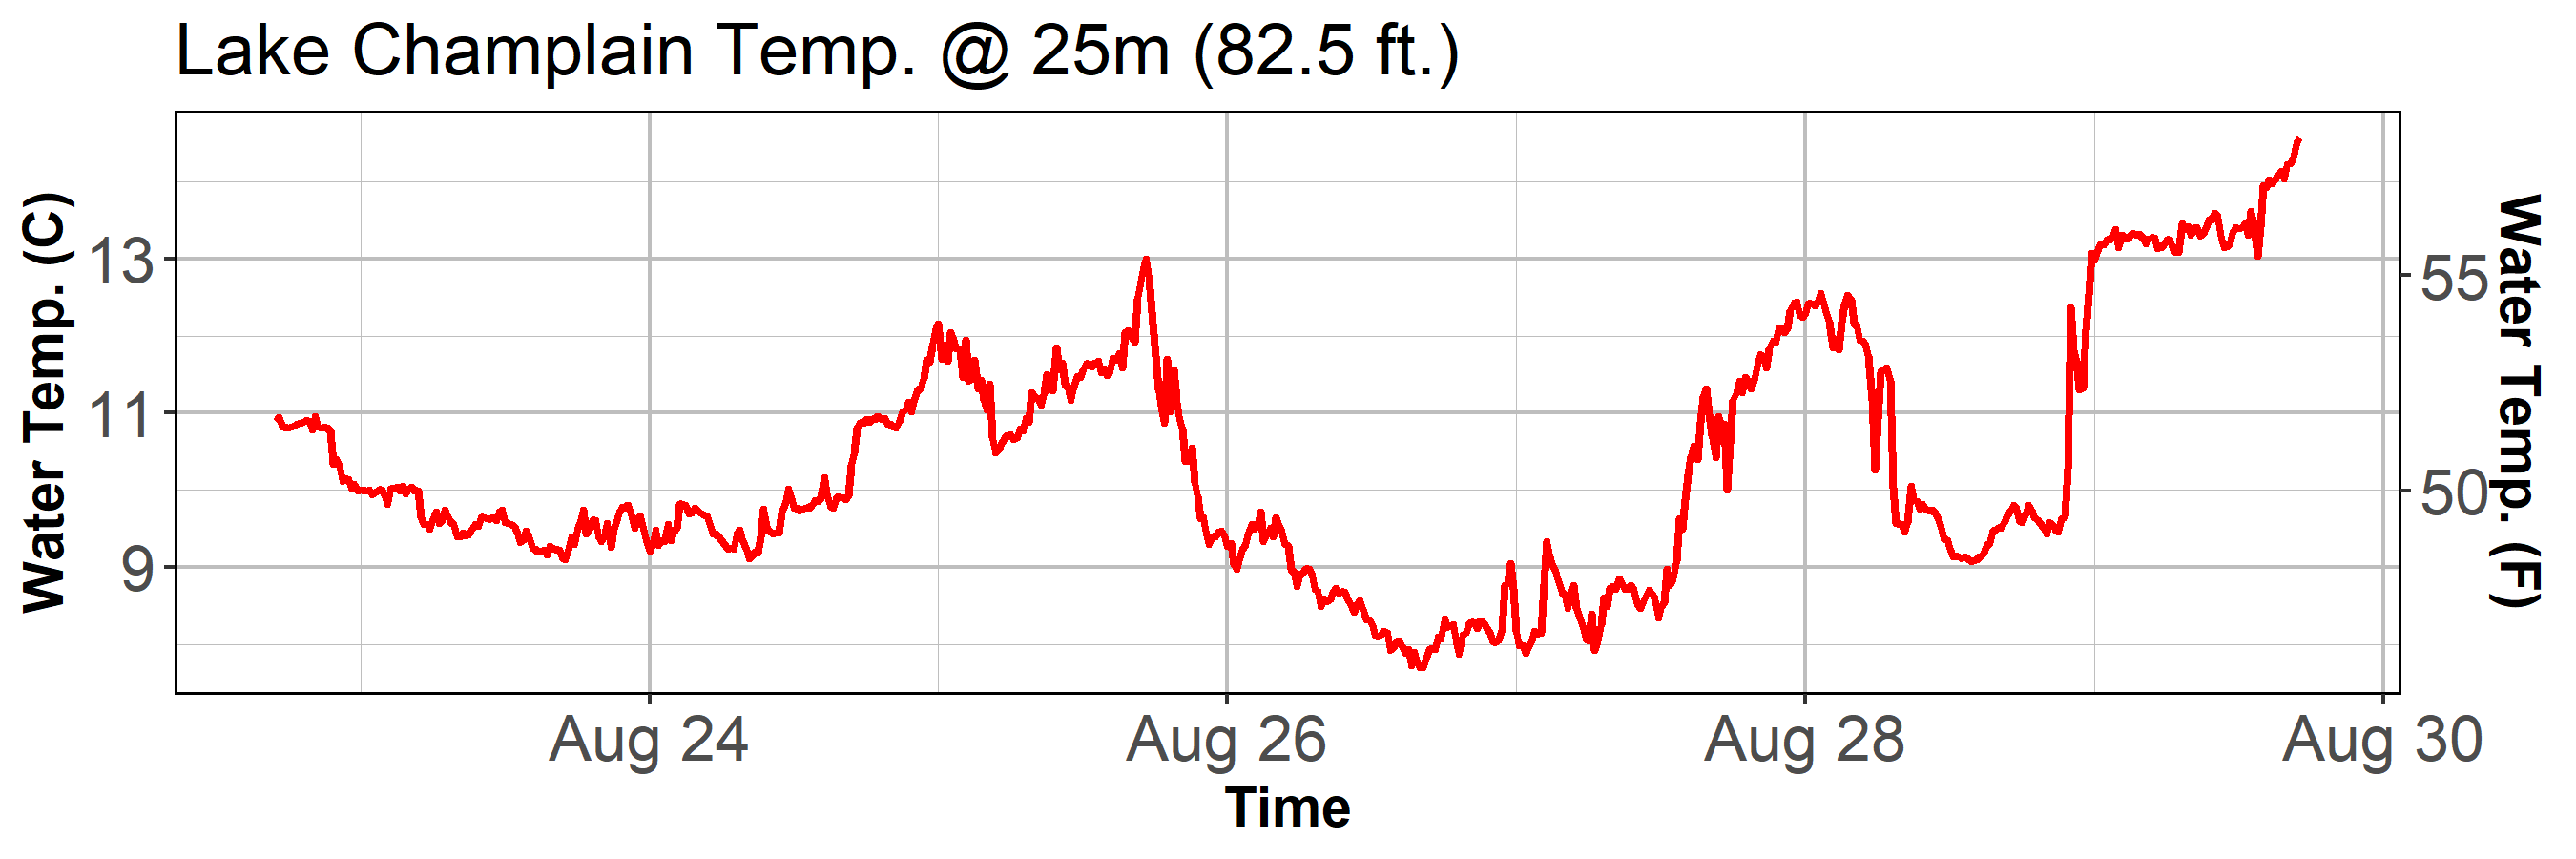 Lake Champlain Temp. @ 25m (82.5 ft.)
Water Temp. (C)
13
11
9
55
50
Water Temp. (F)
Aug 24
Aug 26
Aug 28
Aug 30
Time